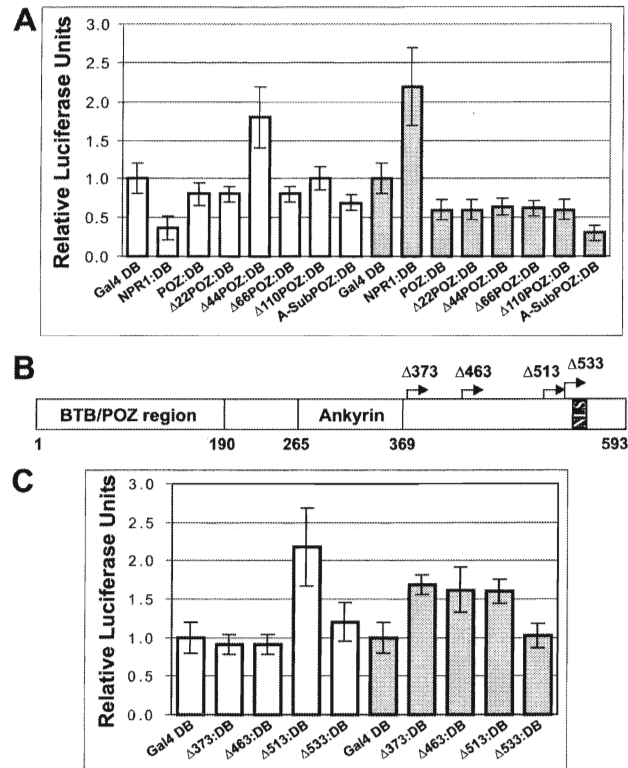 A
Relative Luciferase Units
3.0
2.5
2.0
1.5
1.0
0.5
0.0
Gal4 DB
NPR1:DB
POZ:DB
Δ22POZ:DB
Δ44POZ:DB
Δ66POZ:DB
Δ110POZ:DB
A-SubPOZ:DB
Gal4 DB
NPR1:DB
POZ:DB
Δ22POZ:DB
Δ44POZ:DB
Δ66POZ:DB
Δ110POZ:DB
A-SubPOZ:DB
B
Δ373 Δ463 Δ513 Δ533
BTB/POZ region Ankyrin NLS
1 190 265 369 593
C
Relative Luciferase Units
3.0
2.5
2.0
1.5
1.0
0.5
0.0
Gal4 DB
Δ373:DB
Δ463:DB
Δ513:DB
Δ533:DB
Gal4 DB
Δ373:DB
Δ463:DB
Δ513:DB
Δ533:DB